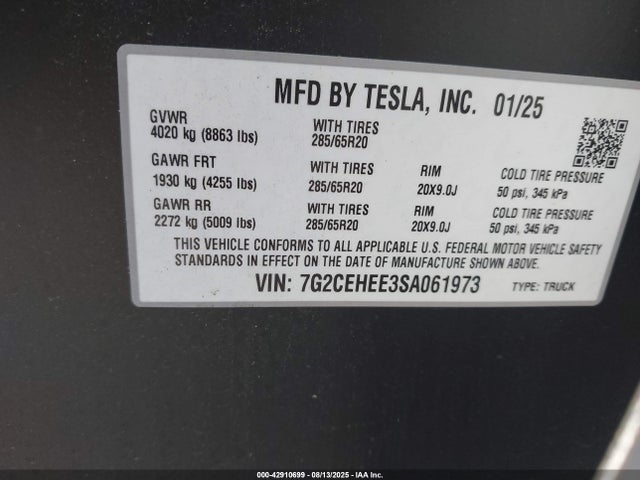 MFD BY TESLA, INC. 01/25
GVWR
4020 kg (8863 lbs) WITH TIRES 285/65R20
GAWR FRT WITH TIRES RIM COLD TIRE PRESSURE
1930 kg (4255 lbs) 285/65R20 20X9.0J 50 psi, 345 kPa
GAWR RR WITH TIRES RIM COLD TIRE PRESSURE
2272 kg (5009 lbs) 285/65R20 20X9.0J 50 psi, 345 kPa
THIS VEHICLE CONFORMS TO ALL APPLICABLE U.S. FEDERAL MOTOR VEHICLE SAFETY
STANDARDS IN EFFECT ON THE DATE OF MANUFACTURE SHOWN ABOVE.
VIN: 7G2CEHEE3SA061973 TYPE: TRUCK
000-42910699 - 08/13/2025 - IAA Inc.